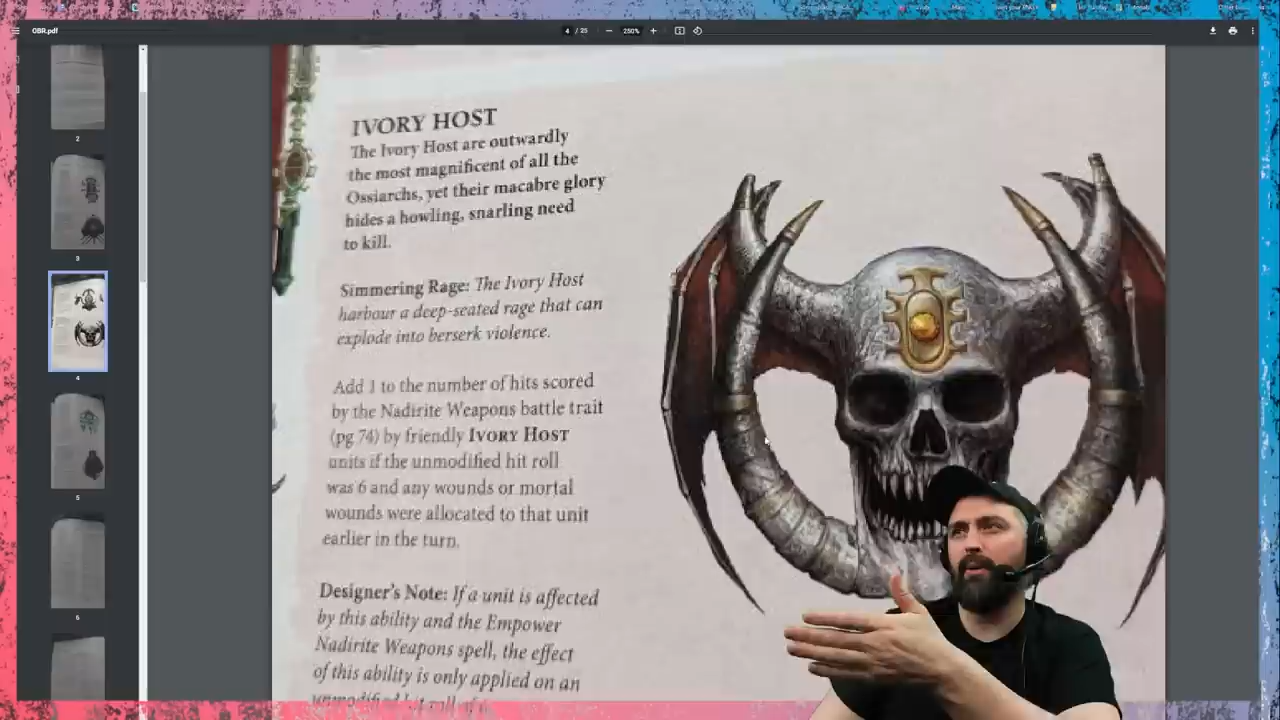 OBR.pdf
4 / 25
250%
2
3
4
5
6
IVORY HOST
The Ivory Host are outwardly
the most magnificent of all the
Ossiarchs, yet their macabre glory
hides a howling, snarling need
to kill.
Simmering Rage: The Ivory Host
harbour a deep-seated rage that can
explode into berserk violence.
Add 1 to the number of hits scored
by the Nadirite Weapons battle trait
(pg 74) by friendly IVORY HOST
units if the unmodified hit roll
was 6 and any wounds or mortal
wounds were allocated to that unit
earlier in the turn.
Designer's Note: If a unit is affected
by this ability and the Empower
Nadirite Weapons spell, the effect
of this ability is only applied on an